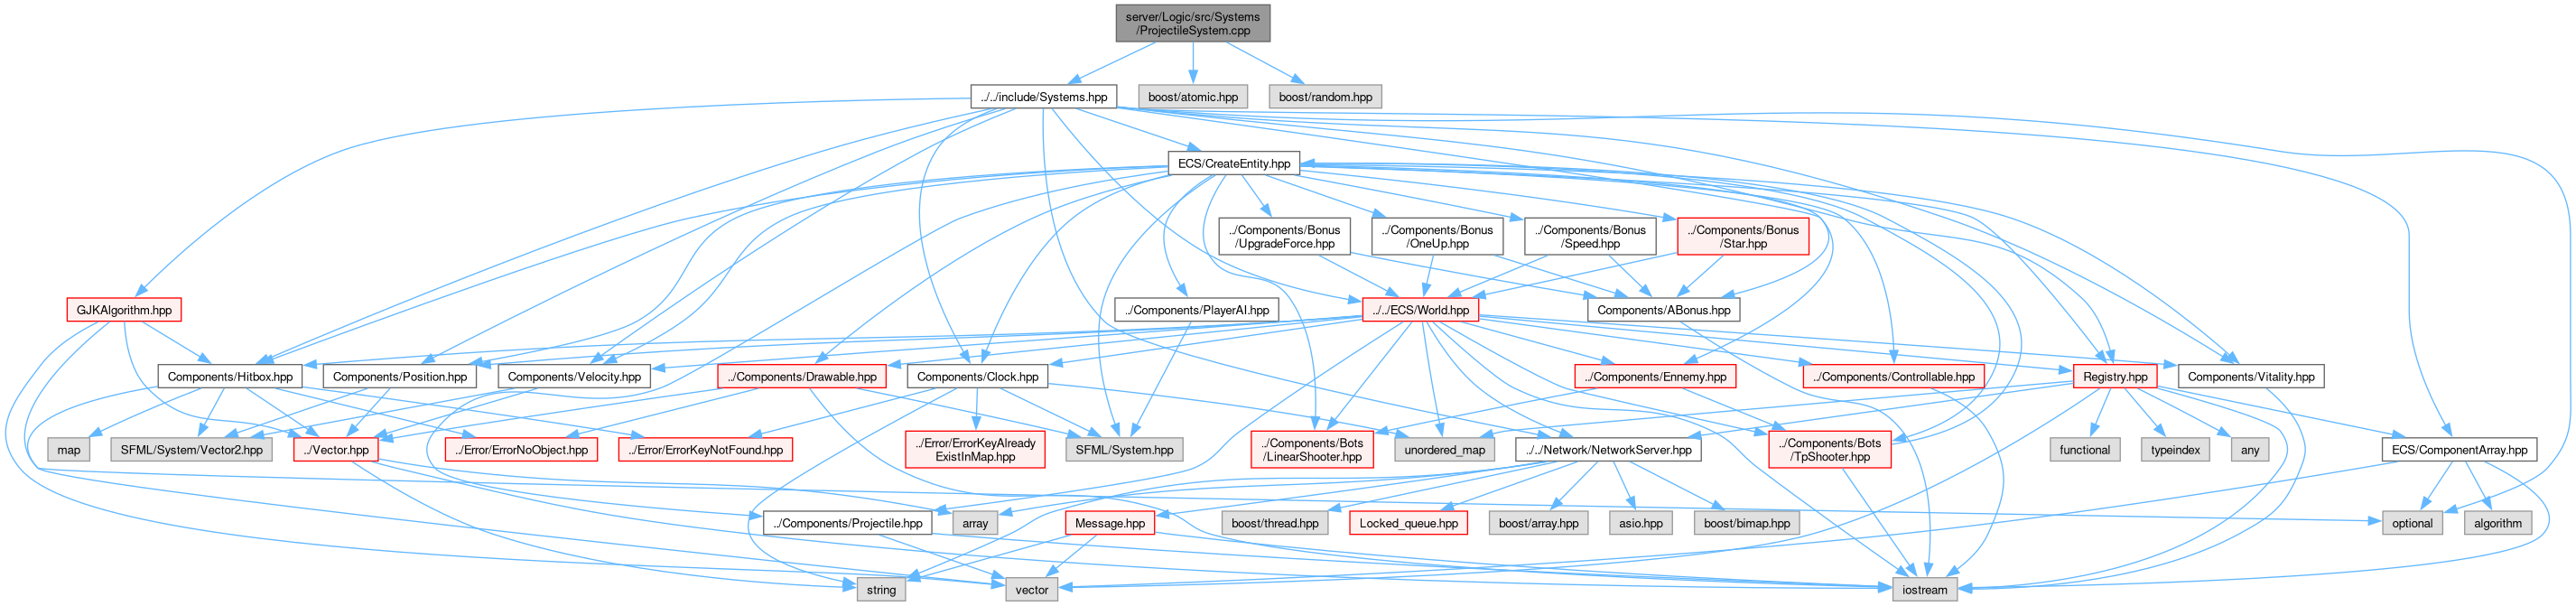 server/Logic/src/Systems
/ProjectileSystem.cpp
../../include/Systems.hpp
boost/atomic.hpp
boost/random.hpp
ECS/CreateEntity.hpp
../Components/Bonus
/UpgradeForce.hpp
../Components/Bonus
/OneUp.hpp
../Components/Bonus
/Speed.hpp
../Components/Bonus
/Star.hpp
GJKAlgorithm.hpp
../Components/PlayerAI.hpp
../../ECS/World.hpp
Components/ABonus.hpp
Components/Hitbox.hpp
Components/Position.hpp
Components/Velocity.hpp
../Components/Drawable.hpp
Components/Clock.hpp
../Components/Ennemy.hpp
../Components/Controllable.hpp
Registry.hpp
Components/Vitality.hpp
map
SFML/System/Vector2.hpp
../Vector.hpp
../Error/ErrorNoObject.hpp
../Error/ErrorKeyNotFound.hpp
../Error/ErrorKeyAlready
ExistInMap.hpp
SFML/System.hpp
../Components/Bots
/LinearShooter.hpp
unordered_map
../../Network/NetworkServer.hpp
../Components/Bots
/TpShooter.hpp
functional
typeindex
any
ECS/ComponentArray.hpp
../Components/Projectile.hpp
array
Message.hpp
boost/thread.hpp
Locked_queue.hpp
boost/array.hpp
asio.hpp
boost/bimap.hpp
optional
algorithm
string
vector
iostream